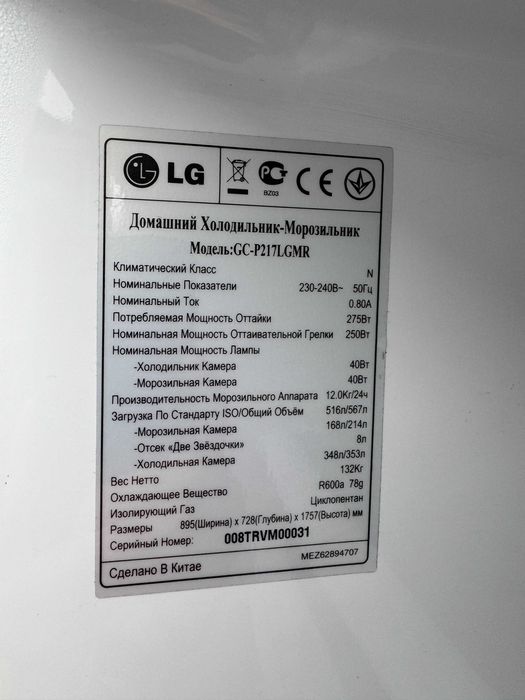 LG
BZ03
Домашний Холодильник-Морозильник
Модель:GC-P217LGMR
Климатический Класс N
Номинальные Показатели 230-240В~ 50Гц
Номинальный Ток 0.80А
Потребляемая Мощность Оттайки 275Вт
Номинальная Мощность Оттаивательной Грелки 250Вт
Номинальная Мощность Лампы
-Холодильник Камера 40Вт
-Морозильная Камера 40Вт
Производительность Морозильного Аппарата 12.0Кг/24ч
Загрузка По Стандарту ISO/Общий Объём 516л/567л
-Морозильная Камера 168л/214л
-Отсек «Две Звёздочки» 8л
-Холодильная Камера 348л/353л
Вес Нетто 132Кг
Охлаждающее Вещество R600a 78g
Изолирующий Газ Циклопентан
Размеры 895(Ширина) x 728(Глубина) x 1757(Высота) мм
Серийный Номер: 008TRVM00031
MEZ62894707
Сделано В Китае